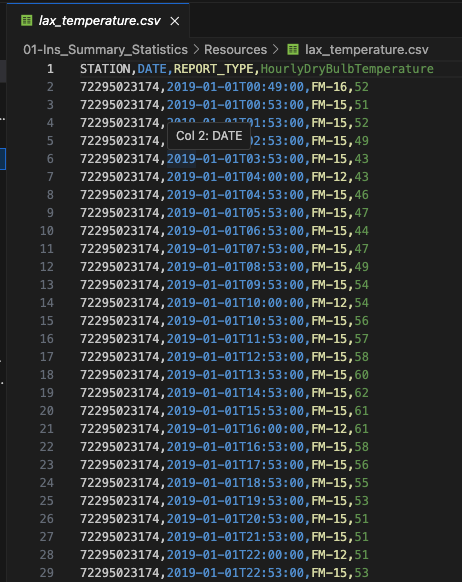 lax_temperature.csv ×
01-Ins_Summary_Statistics > Resources > lax_temperature.csv
1 STATION,DATE,REPORT_TYPE,HourlyDryBulbTemperature
2 72295023174,2019-01-01T00:49:00,FM-16,52
3 72295023174,2019-01-01T00:53:00,FM-15,51
4 72295023174,2019-01-01T01:53:00,FM-15,52
Col 2: DATE
5 72295023174,2019-01-01T02:53:00,FM-15,49
6 72295023174,2019-01-01T03:53:00,FM-15,43
7 72295023174,2019-01-01T04:00:00,FM-12,43
8 72295023174,2019-01-01T04:53:00,FM-15,46
9 72295023174,2019-01-01T05:53:00,FM-15,47
10 72295023174,2019-01-01T06:53:00,FM-15,44
11 72295023174,2019-01-01T07:53:00,FM-15,47
12 72295023174,2019-01-01T08:53:00,FM-15,49
13 72295023174,2019-01-01T09:53:00,FM-15,54
14 72295023174,2019-01-01T10:00:00,FM-12,54
15 72295023174,2019-01-01T10:53:00,FM-15,56
16 72295023174,2019-01-01T11:53:00,FM-15,57
17 72295023174,2019-01-01T12:53:00,FM-15,58
18 72295023174,2019-01-01T13:53:00,FM-15,60
19 72295023174,2019-01-01T14:53:00,FM-15,62
20 72295023174,2019-01-01T15:53:00,FM-15,61
21 72295023174,2019-01-01T16:00:00,FM-12,61
22 72295023174,2019-01-01T16:53:00,FM-15,58
23 72295023174,2019-01-01T17:53:00,FM-15,56
24 72295023174,2019-01-01T18:53:00,FM-15,55
25 72295023174,2019-01-01T19:53:00,FM-15,53
26 72295023174,2019-01-01T20:53:00,FM-15,51
27 72295023174,2019-01-01T21:53:00,FM-15,51
28 72295023174,2019-01-01T22:00:00,FM-12,51
29 72295023174,2019-01-01T22:53:00,FM-15,53